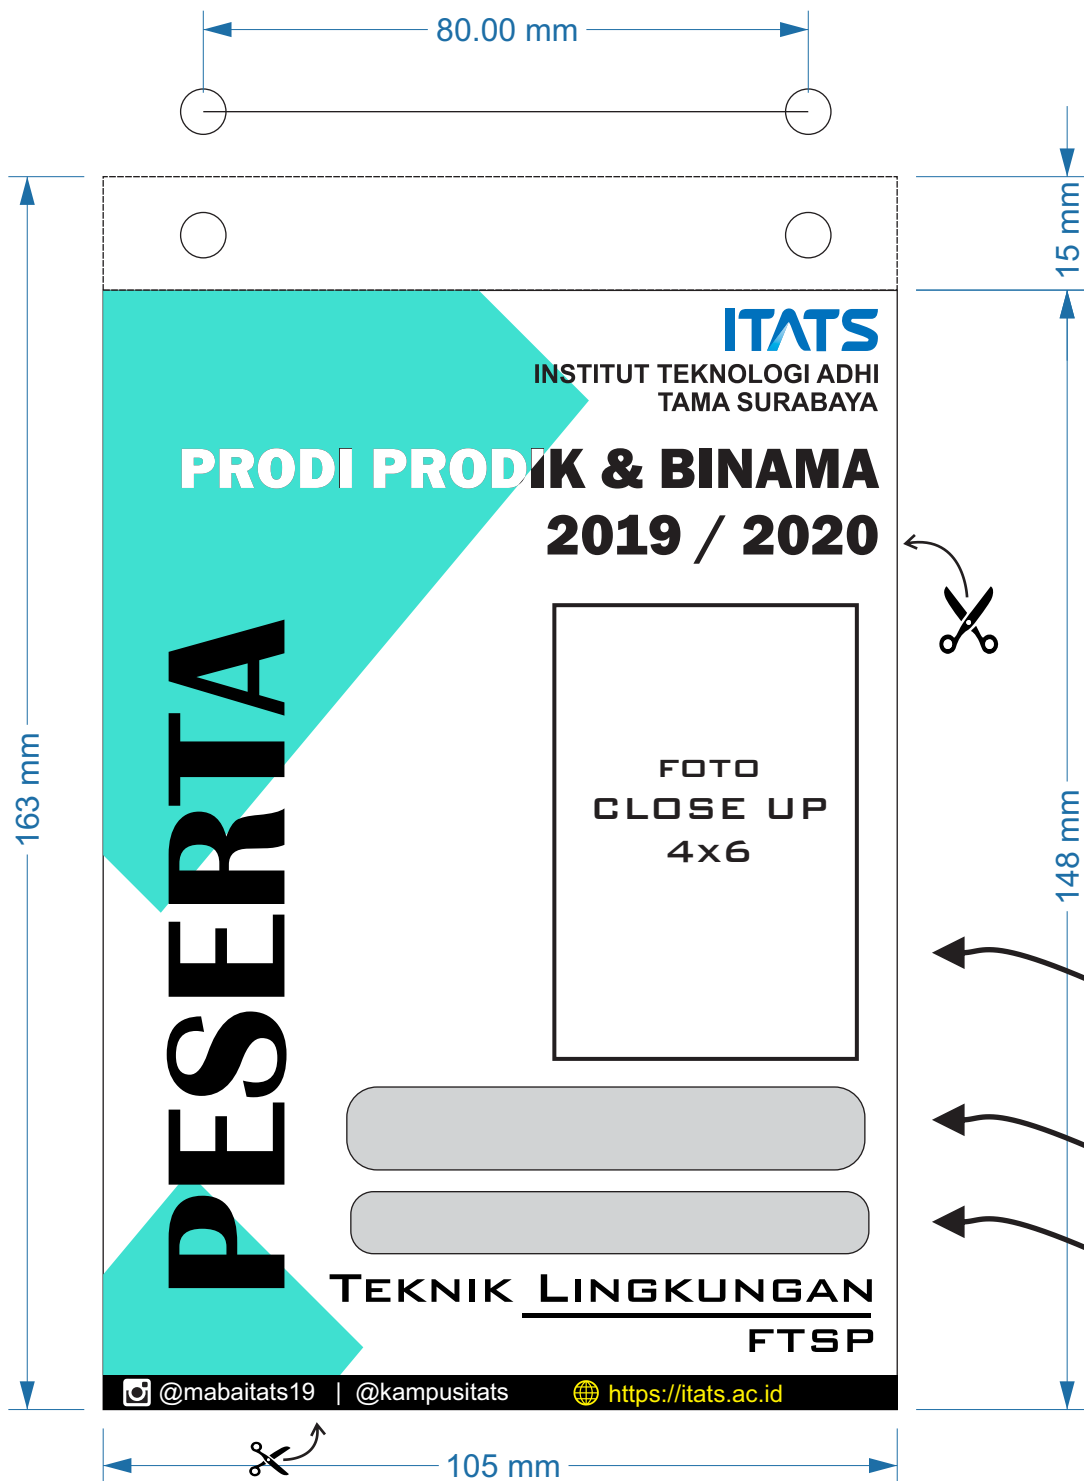 80.00 mm
15 mm
ITATS
INSTITUT TEKNOLOGI ADHI
TAMA SURABAYA
PRODI PRODIK & BINAMA
2019 / 2020
163 mm
148 mm
PESERTA
FOTO
CLOSE UP
4x6
TEKNIK LINGKUNGAN
FTSP
@mabaitats19 | @kampusitats https://itats.ac.id
105 mm